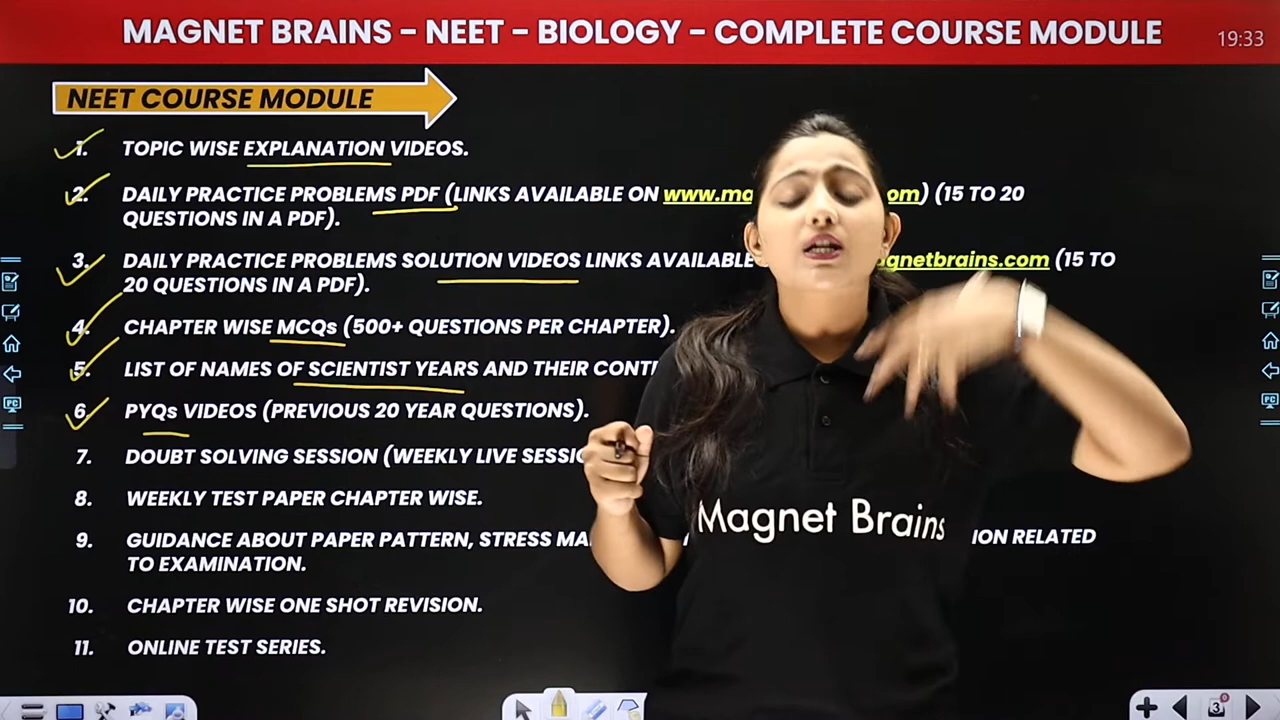 MAGNET BRAINS - NEET - BIOLOGY - COMPLETE COURSE MODULE
19:33
NEET COURSE MODULE
1. TOPIC WISE EXPLANATION VIDEOS.
2. DAILY PRACTICE PROBLEMS PDF (LINKS AVAILABLE ON www.ma om) (15 TO 20
QUESTIONS IN A PDF).
3. DAILY PRACTICE PROBLEMS SOLUTION VIDEOS LINKS AVAILABLE gnetbrains.com (15 TO
20 QUESTIONS IN A PDF).
4. CHAPTER WISE MCQs (500+ QUESTIONS PER CHAPTER).
5. LIST OF NAMES OF SCIENTIST YEARS AND THEIR
6. PYQs VIDEOS (PREVIOUS 20 YEAR QUESTIONS).
7. DOUBT SOLVING SESSION (WEEKLY LIVE
8. WEEKLY TEST PAPER CHAPTER WISE.
9. GUIDANCE ABOUT PAPER PATTERN, STRESS RELATED
TO EXAMINATION.
10. CHAPTER WISE ONE SHOT REVISION.
11. ONLINE TEST SERIES.
Magnet Brains
PC
PC
3